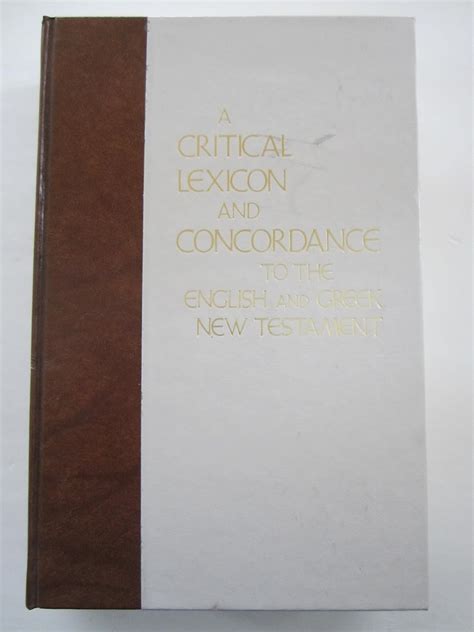 A
CRITICAL
LEXICON
AND
CONCORDANCE
TO THE
ENGLISH AND GREEK
NEW TESTAMENT